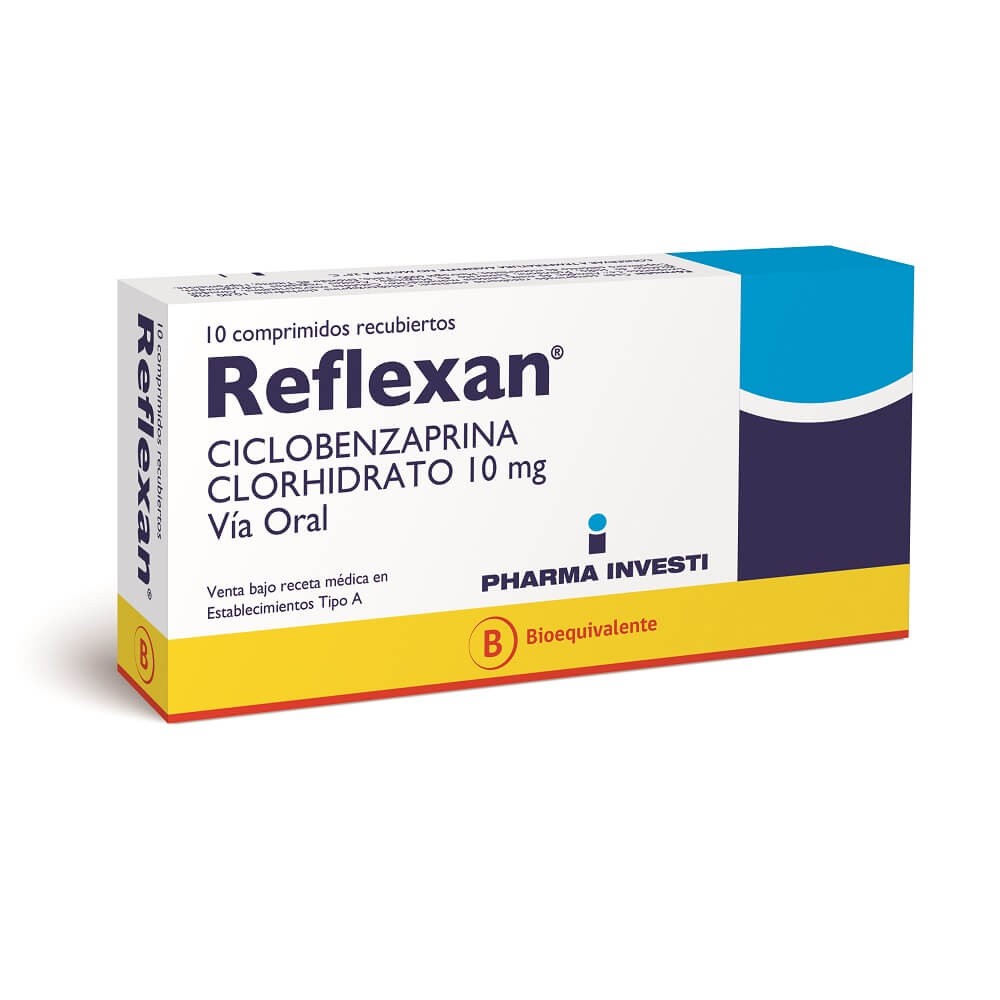 10 comprimidos recubiertos
Reflexan®
CICLOBENZAPRINA
CLORHIDRATO 10 mg
Vía Oral
Venta bajo receta médica en
Establecimientos Tipo A
PHARMA INVESTI
B Bioequivalente
10 comprimidos recubiertos
Reflexan®
B